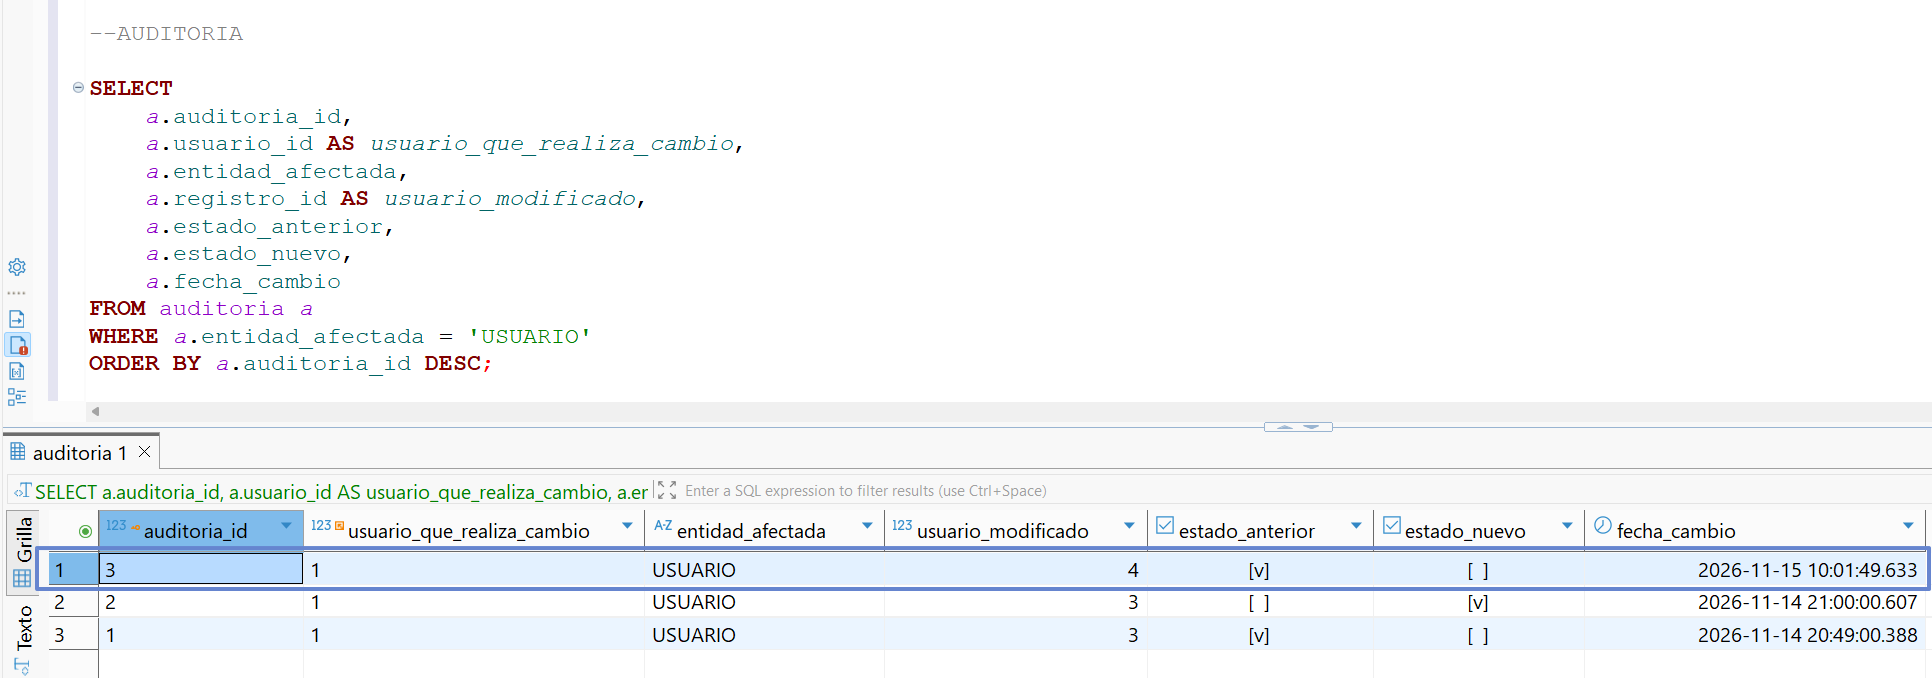 --AUDITORIA
SELECT
a.auditoria_id,
a.usuario_id AS usuario_que_realiza_cambio,
a.entidad_afectada,
a.registro_id AS usuario_modificado,
a.estado_anterior,
a.estado_nuevo,
a.fecha_cambio
FROM auditoria a
WHERE a.entidad_afectada = 'USUARIO'
ORDER BY a.auditoria_id DESC;
auditoria 1
SELECT a.auditoria_id, a.usuario_id AS usuario_que_realiza_cambio, a.er Enter a SQL expression to filter results (use Ctrl+Space)
Grilla
Texto
123 auditoria_id 123 usuario_que_realiza_cambio A-Z entidad_afectada 123 usuario_modificado estado_anterior estado_nuevo fecha_cambio
1 3 1 USUARIO 4 [v] [ ] 2026-11-15 10:01:49.633
2 2 1 USUARIO 3 [ ] [v] 2026-11-14 21:00:00.607
3 1 1 USUARIO 3 [v] [ ] 2026-11-14 20:49:00.388